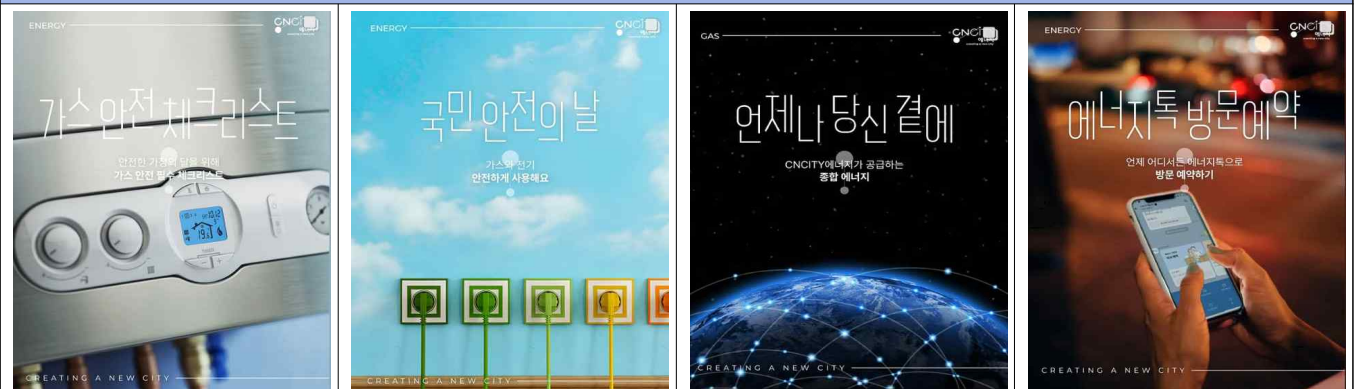 ENERGY
CNCITY
가스 안전 체크리스트
안전한 가정의 달을 위해
가스 안전 필수 체크리스트
CREATING A NEW CITY
ENERGY
CNCITY
국민 안전의 날
가스와 전기
안전하게 사용해요
CREATING A NEW CITY
GAS
CNCITY
언제나 당신 곁에
CNCITY에너지가 공급하는
종합 에너지
CREATING A NEW CITY
ENERGY
CNCITY
에너지톡 방문예약
언제 어디서든 에너지톡으로
방문 예약하기
CREATING A NEW CITY